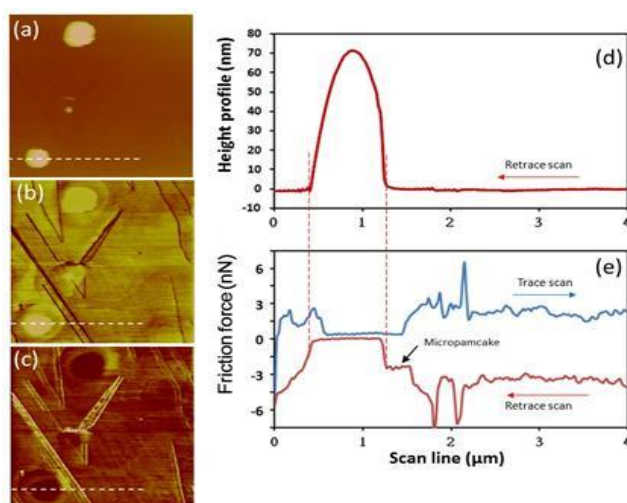 (a)
(b)
(c)
(d)
Height profile (nm)
80
70
60
50
40
30
20
10
0
-10
Retrace scan
0 1 2 3 4
(e)
Friction force (nN)
6
3
0
-3
-6
Trace scan
Micropamcake
Retrace scan
0 1 2 3 4
Scan line (μm)